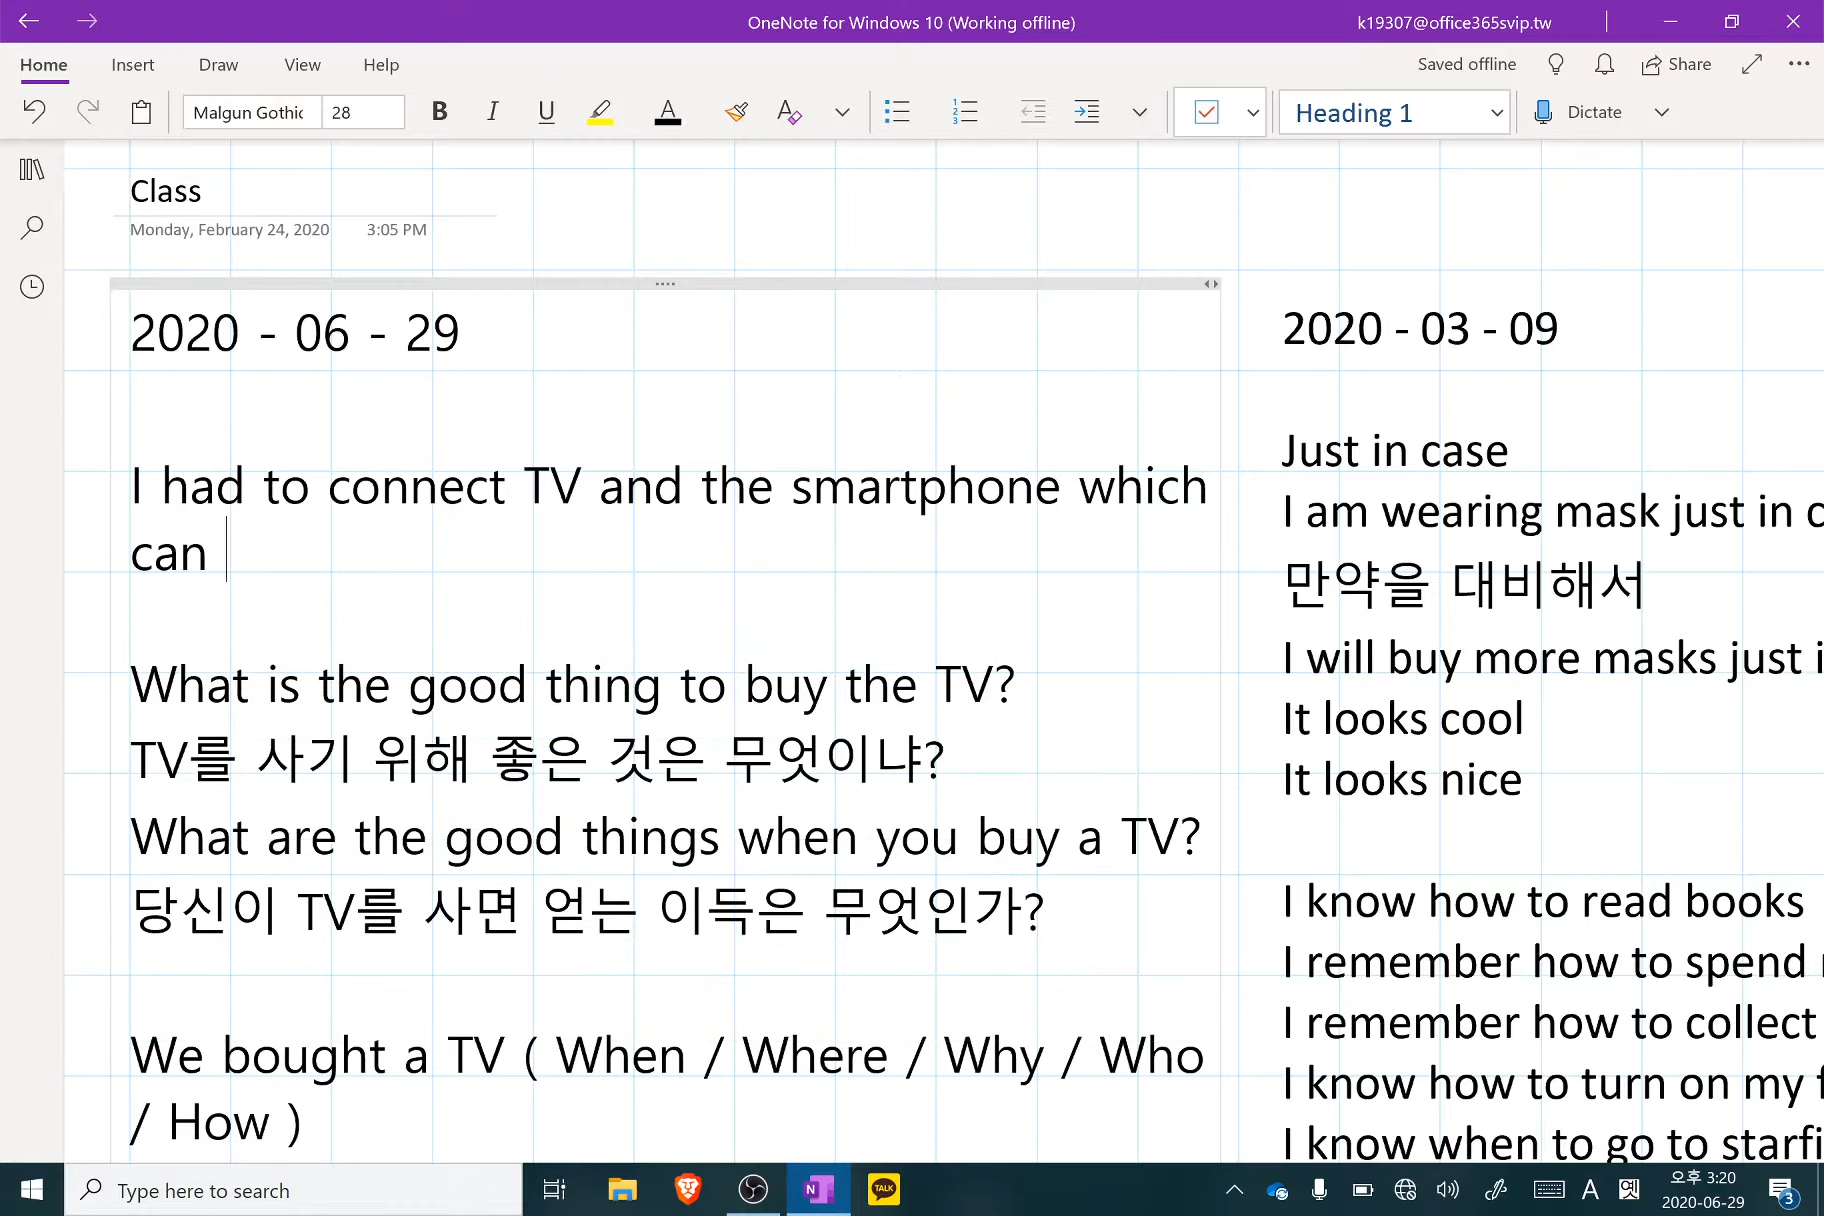 OneNote for Windows 10 (Working offline)
k19307@office365svip.tw
Home
Insert
Draw
View
Help
Saved offline
Share
Malgun Gothic
28
B
I
U
A
A
Heading 1
Dictate
Class
Monday, February 24, 2020
3:05 PM
2020 - 06 - 29
I had to connect TV and the smartphone which
can
What is the good thing to buy the TV?
TV를 사기 위해 좋은 것은 무엇이냐?
What are the good things when you buy a TV?
당신이 TV를 사면 얻는 이득은 무엇인가?
We bought a TV ( When / Where / Why / Who
/ How )
2020 - 03 - 09
Just in case
I am wearing mask just in c
만약을 대비해서
I will buy more masks just i
It looks cool
It looks nice
I know how to read books
I remember how to spend
I remember how to collect
I know how to turn on my f
I know when to go to starfi
Type here to search
N
TALK
A
오후 3:20
2020-06-29
3